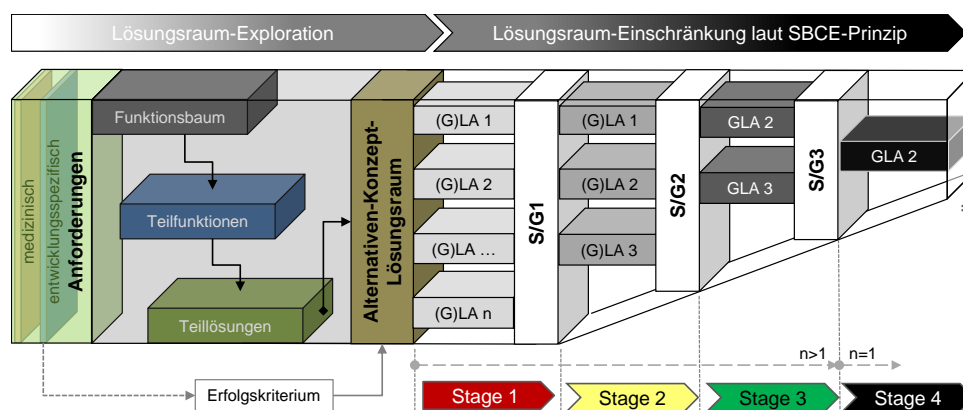 Lösungsraum-Exploration
Lösungsraum-Einschränkung laut SBCE-Prinzip
medizinisch
entwicklungsspezifisch
Anforderungen
Funktionsbaum
Teilfunktionen
Teillösungen
Alternativen-Konzept-
Lösungsraum
(G)LA 1
(G)LA 2
(G)LA …
(G)LA n
S/G1
(G)LA 1
(G)LA 2
(G)LA 3
S/G2
GLA 2
GLA 3
S/G3
GLA 2
n>1
n=1
Erfolgskriterium
Stage 1
Stage 2
Stage 3
Stage 4